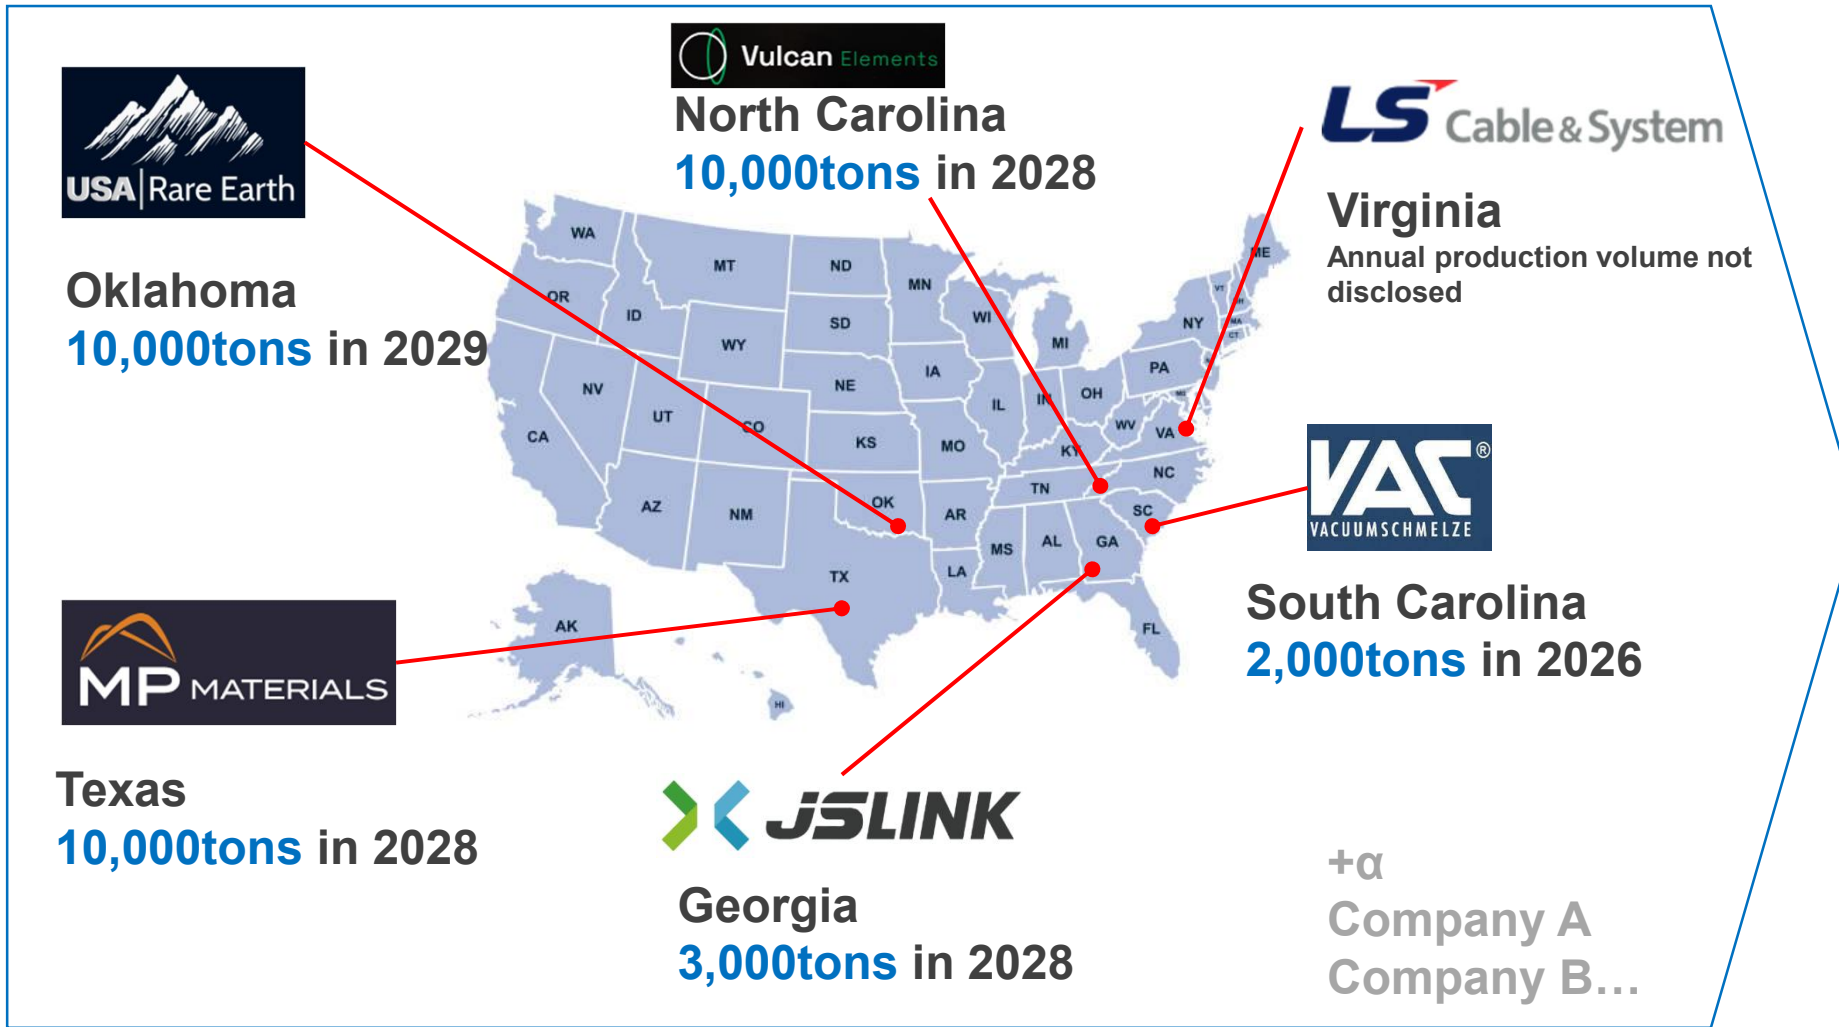 USA|Rare Earth
Oklahoma
10,000tons in 2029
Vulcan Elements
North Carolina
10,000tons in 2028
LS Cable & System
Virginia
Annual production volume not
disclosed
VAC®
VACUUMSCHMELZE
South Carolina
2,000tons in 2026
MP MATERIALS
Texas
10,000tons in 2028
JSLINK
Georgia
3,000tons in 2028
+α
Company A
Company B…
WA
OR
CA
ID
NV
MT
WY
UT
CO
AZ
NM
ND
SD
NE
KS
OK
TX
MN
IA
MO
AR
LA
WI
IL
IN
MI
OH
KY
TN
MS
AL
GA
FL
SC
NC
VA
WV
PA
NY
VT
ME
MA
CT
AK
HI